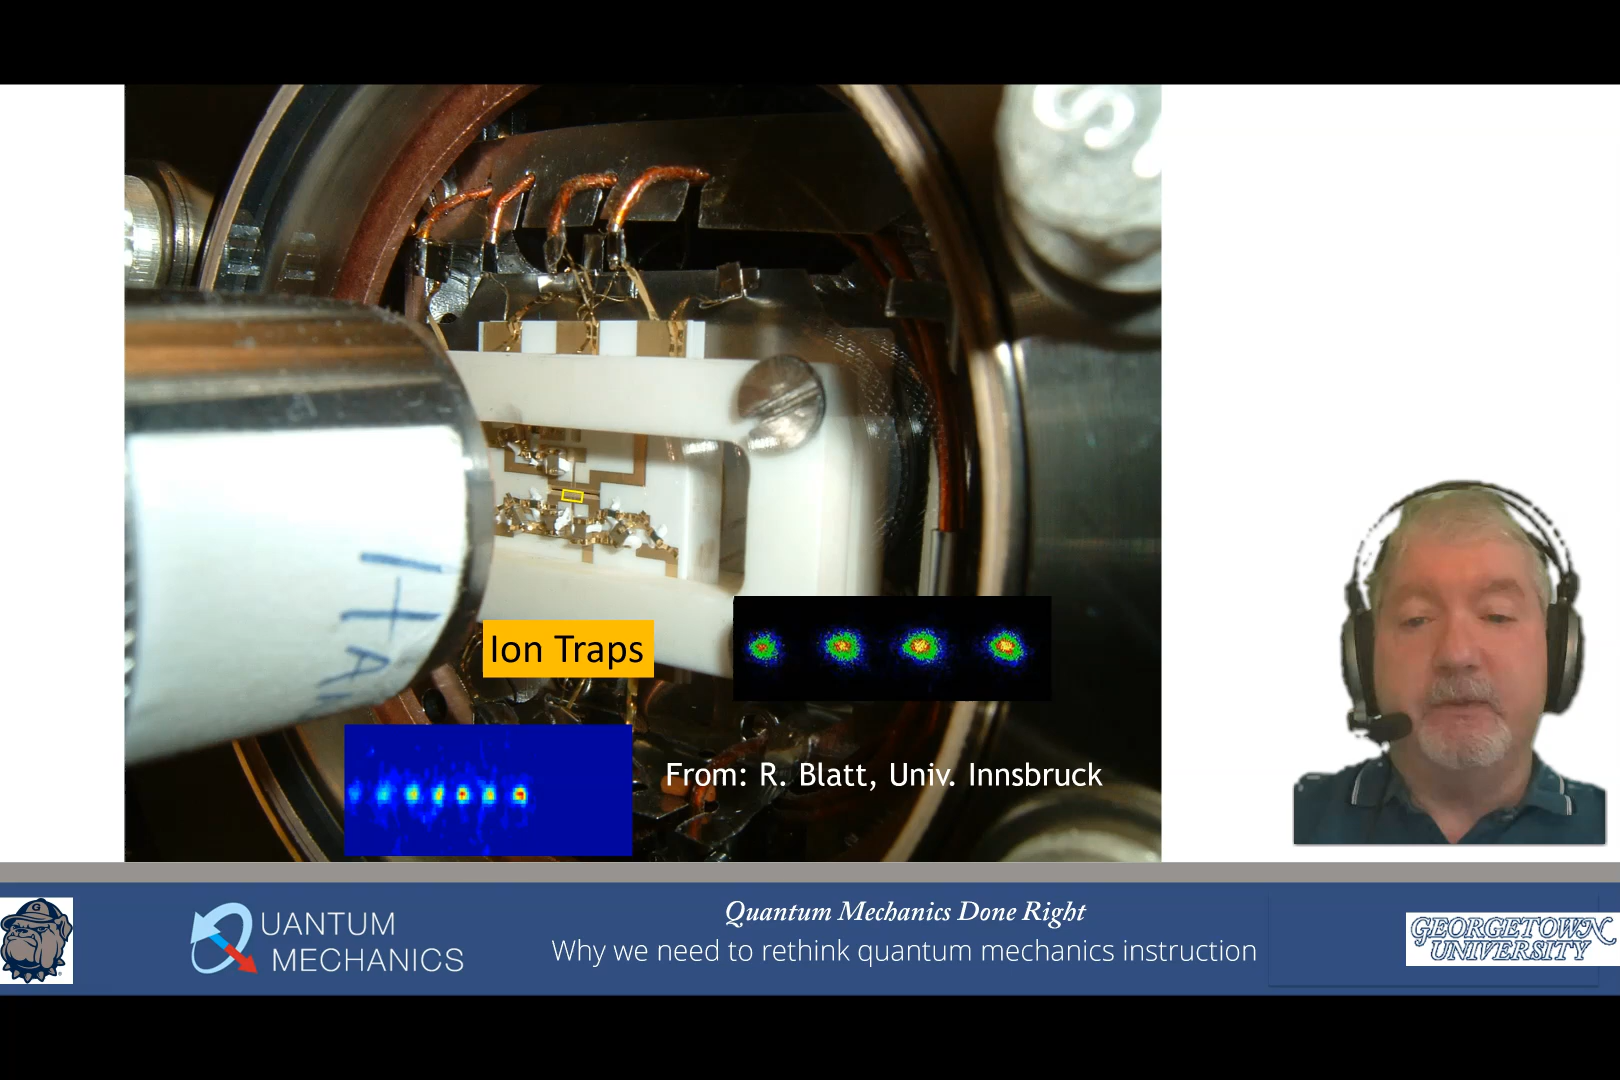 Ion Traps
From: R. Blatt, Univ. Innsbruck
G
UANTUM
MECHANICS
Quantum Mechanics Done Right
Why we need to rethink quantum mechanics instruction
GEORGETOWN
UNIVERSITY